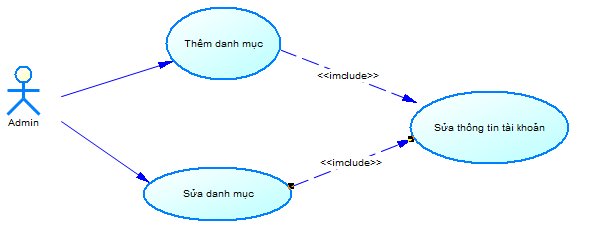 Thêm danh mục
<<imclude>>
Admin
Sửa thông tin tài khoản
<<imclude>>
Sửa danh mục